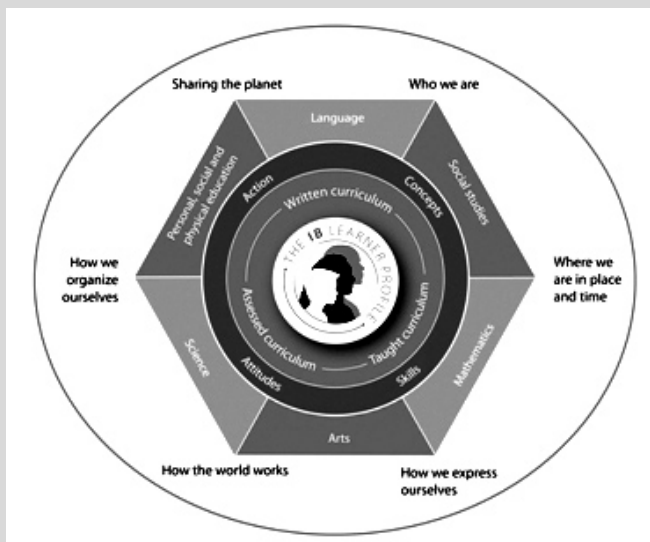 Sharing the planet
Who we are
Language
Personal, social and
physical education
Social studies
Action
Concepts
Written curriculum
THE IB LEARNER PROFILE
How we
organize
ourselves
Where we
are in place
and time
Assessed curriculum
Taught curriculum
Science
Attitudes
Skills
Mathematics
Arts
How the world works
How we express
ourselves